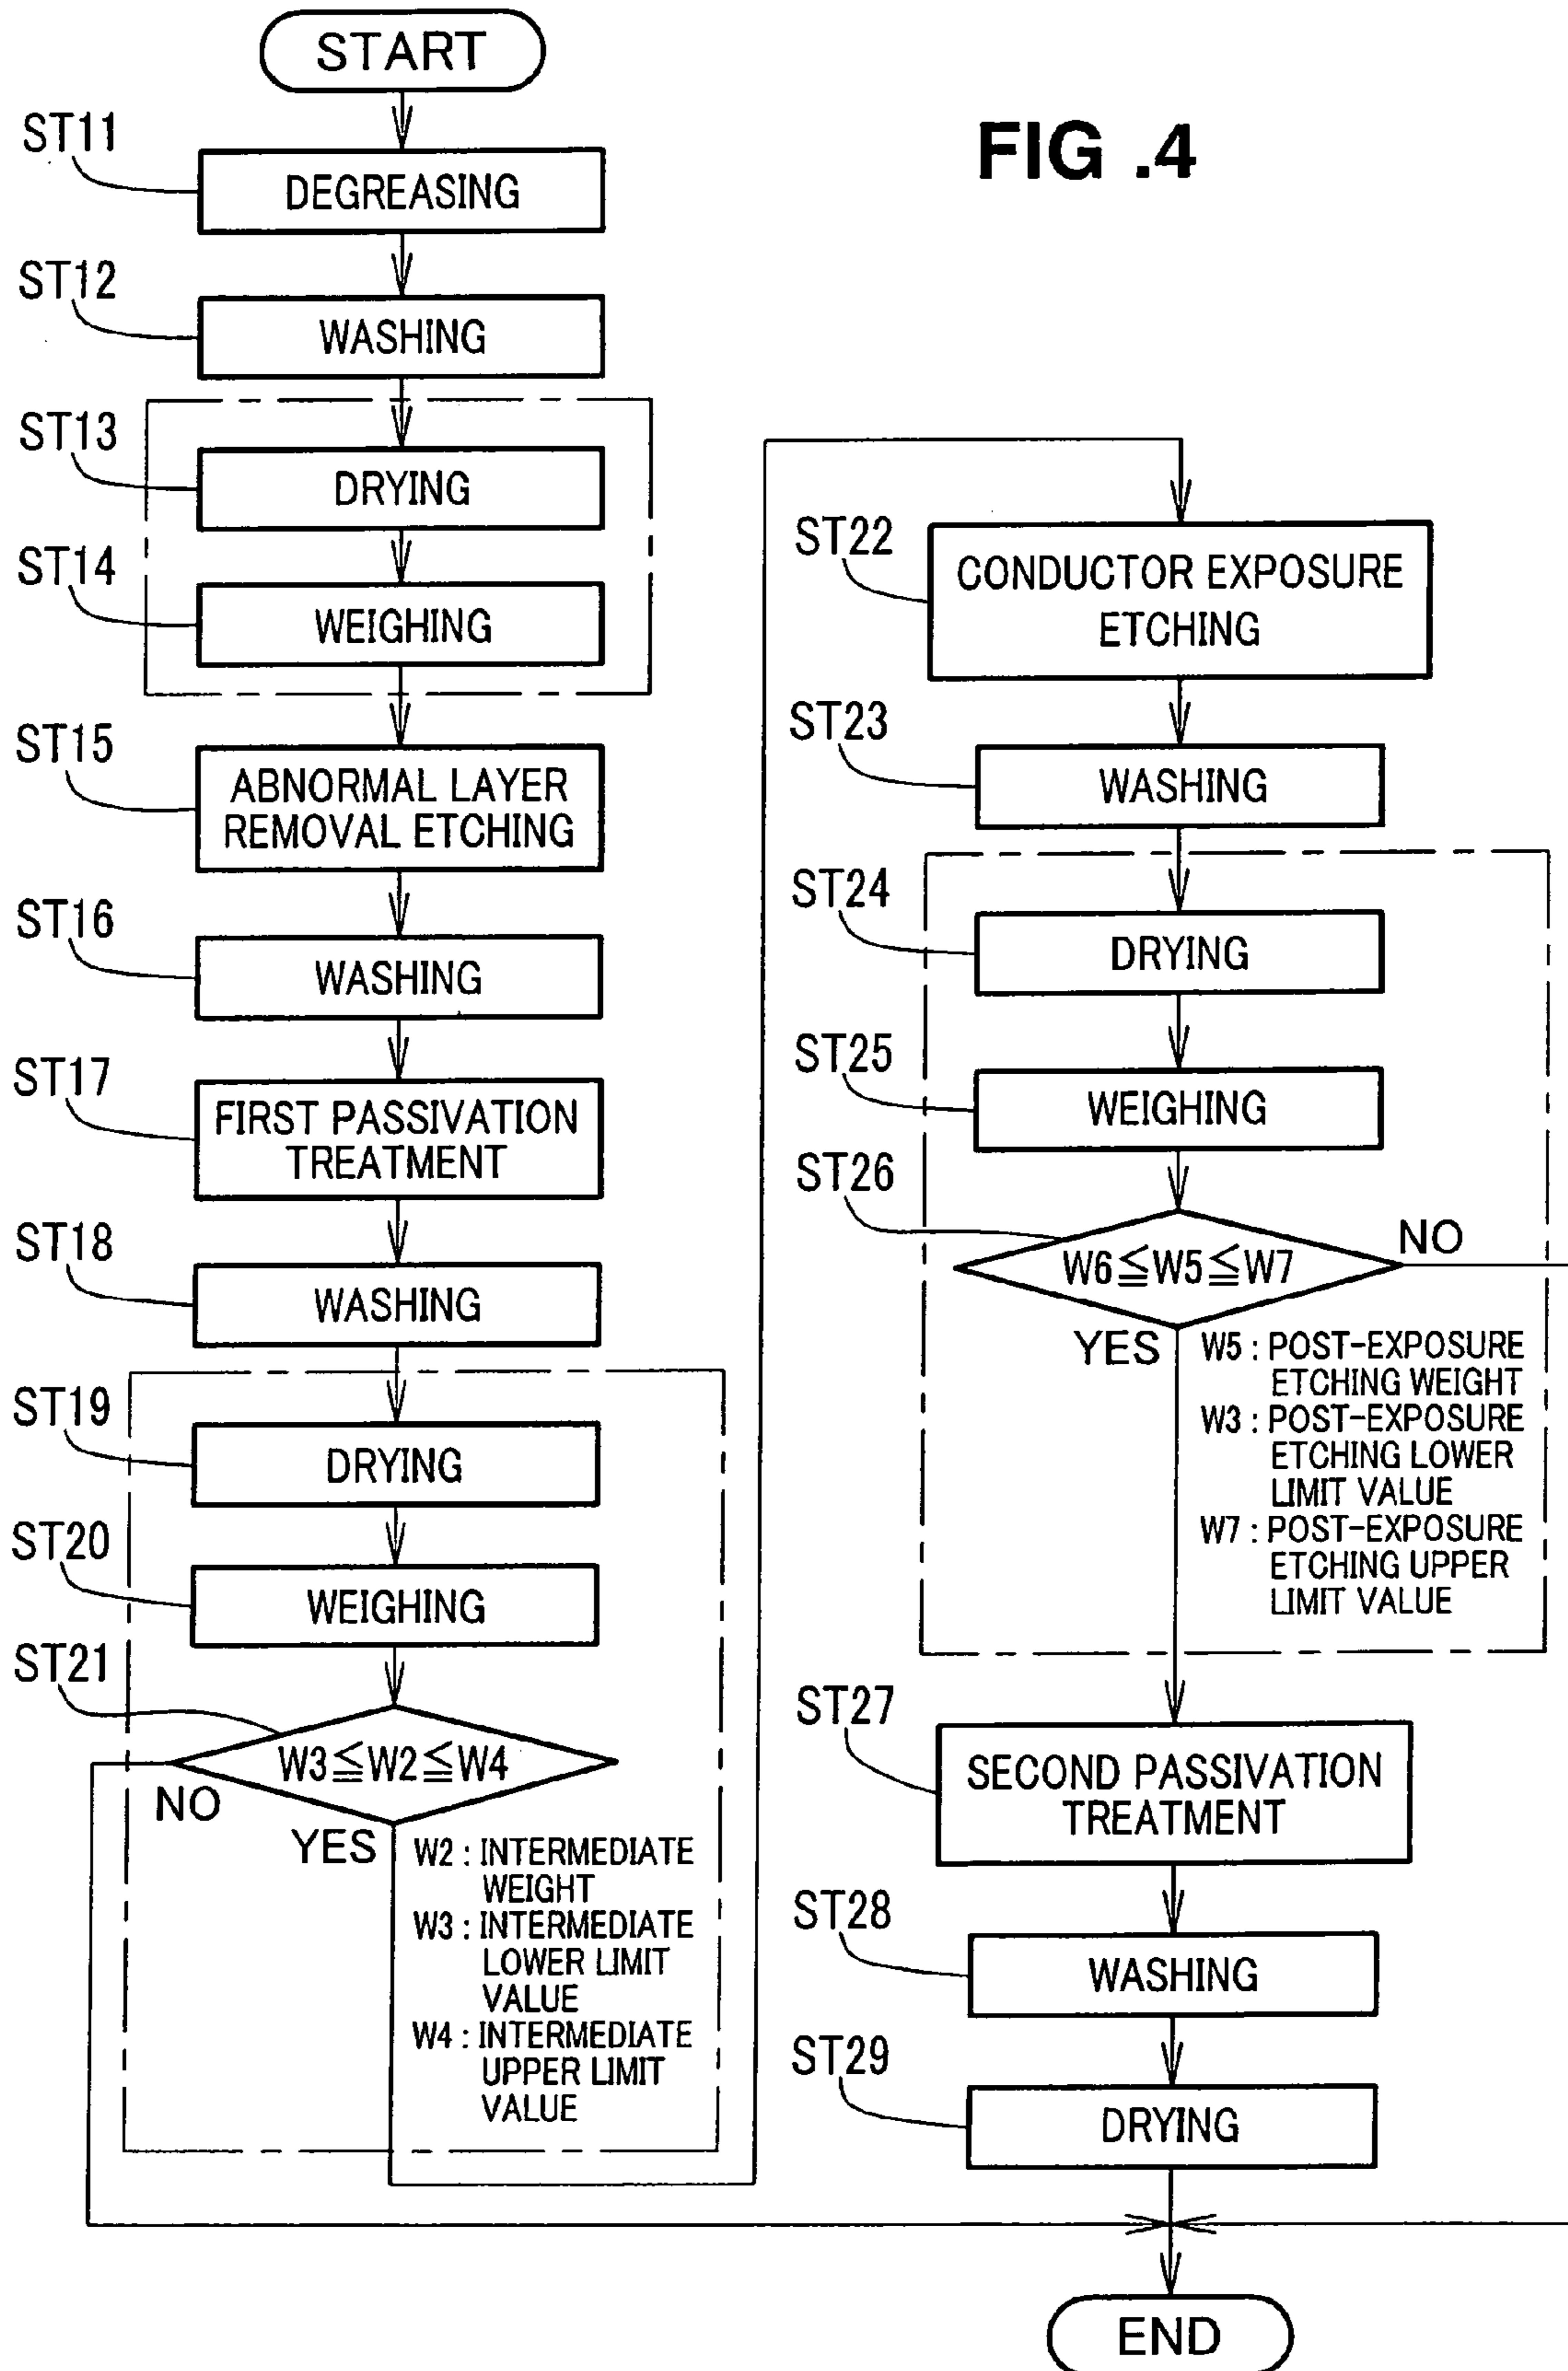 START
FIG .4
ST11
DEGREASING
ST12
WASHING
ST13
DRYING
ST14
WEIGHING
ST15
ABNORMAL LAYER
REMOVAL ETCHING
ST16
WASHING
ST17
FIRST PASSIVATION
TREATMENT
ST18
WASHING
ST19
DRYING
ST20
WEIGHING
ST21
W3≦W2≦W4
NO
YES
W2 : INTERMEDIATE
WEIGHT
W3 : INTERMEDIATE
LOWER LIMIT
VALUE
W4 : INTERMEDIATE
UPPER LIMIT
VALUE
ST22
CONDUCTOR EXPOSURE
ETCHING
ST23
WASHING
ST24
DRYING
ST25
WEIGHING
ST26
W6≦W5≦W7
NO
YES
W5 : POST-EXPOSURE
ETCHING WEIGHT
W3 : POST-EXPOSURE
ETCHING LOWER
LIMIT VALUE
W7 : POST-EXPOSURE
ETCHING UPPER
LIMIT VALUE
ST27
SECOND PASSIVATION
TREATMENT
ST28
WASHING
ST29
DRYING
END